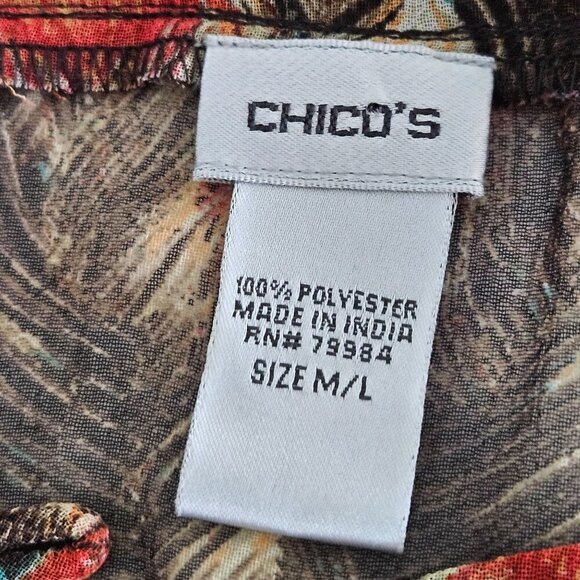 CHICO'S
100% POLYESTER
MADE IN INDIA
RN# 79984
SIZE M/L